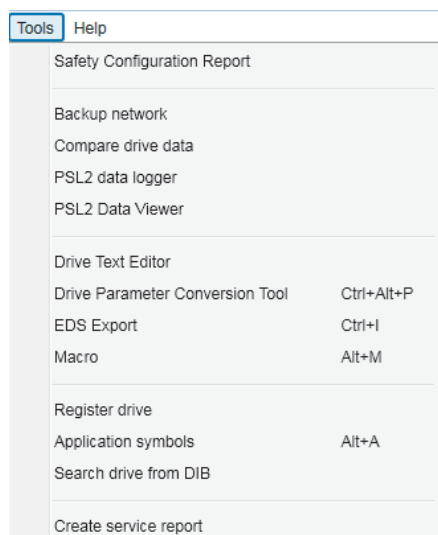 Tools Help
Safety Configuration Report
Backup network
Compare drive data
PSL2 data logger
PSL2 Data Viewer
Drive Text Editor
Drive Parameter Conversion Tool Ctrl+Alt+P
EDS Export Ctrl+I
Macro Alt+M
Register drive
Application symbols Alt+A
Search drive from DIB
Create service report